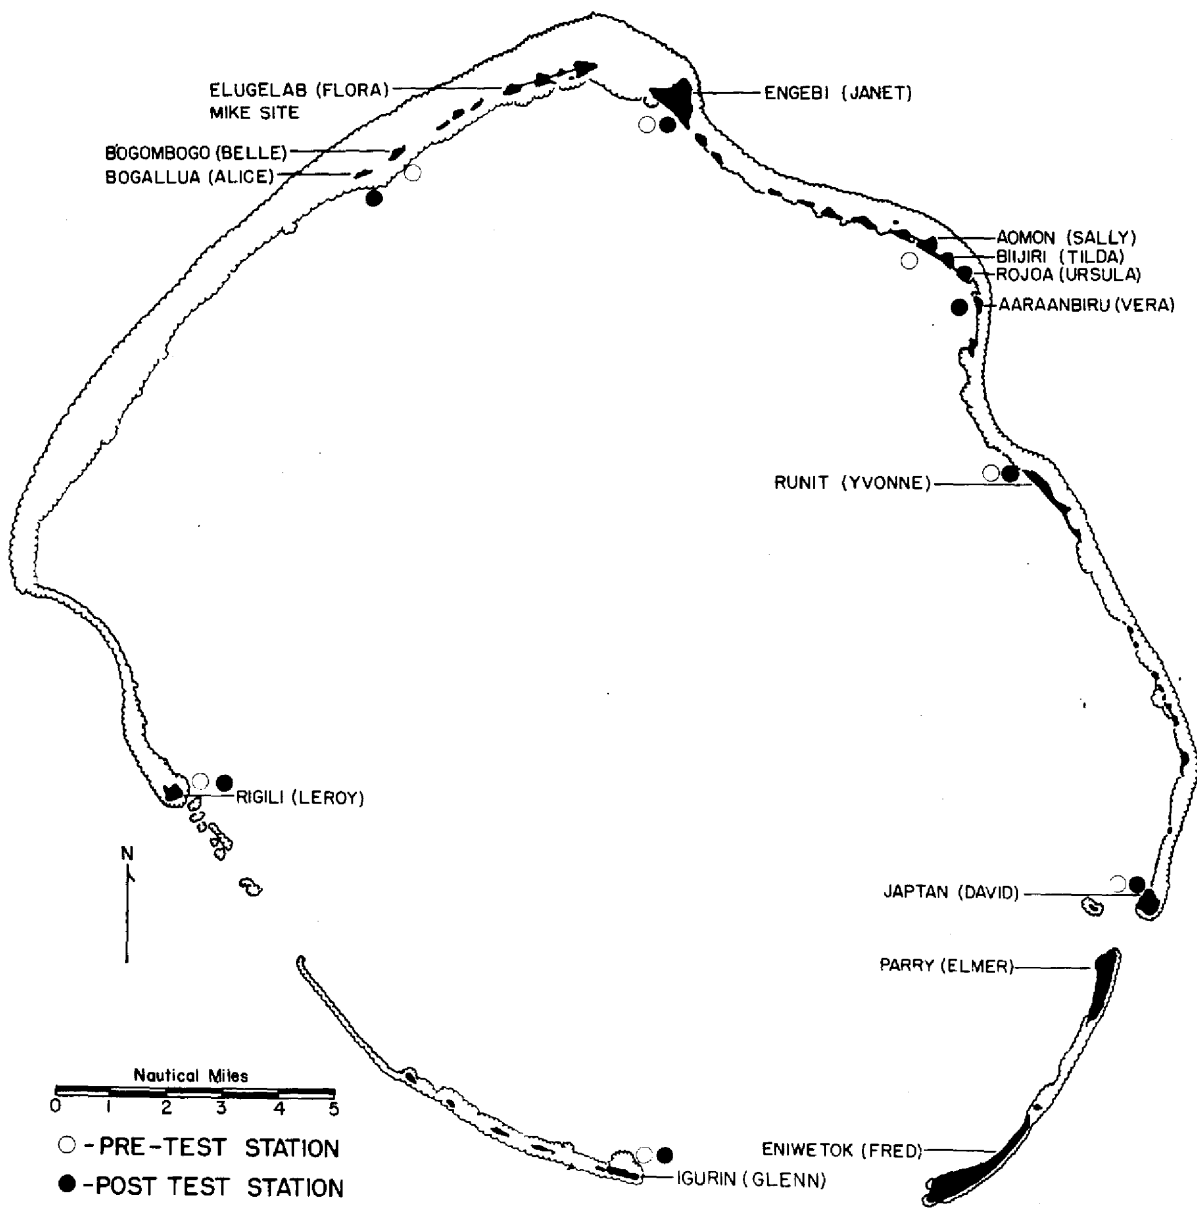 ELUGELAB (FLORA)
MIKE SITE
ENGEBI (JANET)
BOGOMBOGO (BELLE)
BOGALLUA (ALICE)
AOMON (SALLY)
BIIJIRI (TILDA)
ROJOA (URSULA)
AARAANBIRU (VERA)
RUNIT (YVONNE)
RIGILI (LEROY)
N
JAPTAN (DAVID)
PARRY (ELMER)
Nautical Miles
0 1 2 3 4 5
○ -PRE-TEST STATION
● -POST TEST STATION
ENIWETOK (FRED)
IGURIN (GLENN)